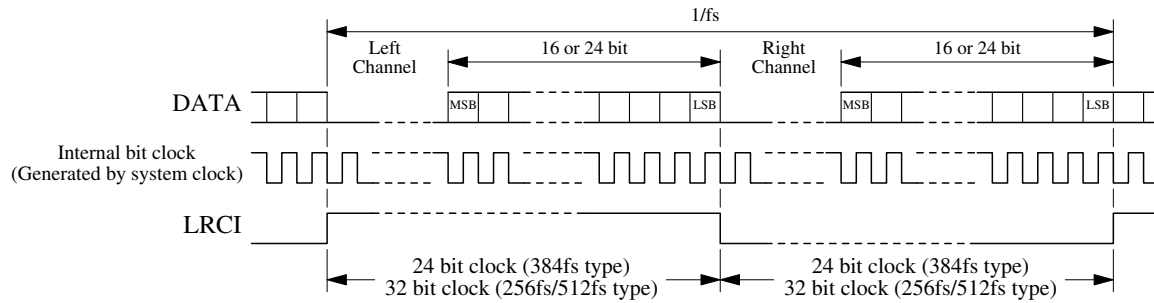 1/fs
Left
Channel
16 or 24 bit
Right
Channel
16 or 24 bit
DATA
MSB
LSB
MSB
LSB
Internal bit clock
(Generated by system clock)
LRCI
24 bit clock (384fs type)
32 bit clock (256fs/512fs type)
24 bit clock (384fs type)
32 bit clock (256fs/512fs type)